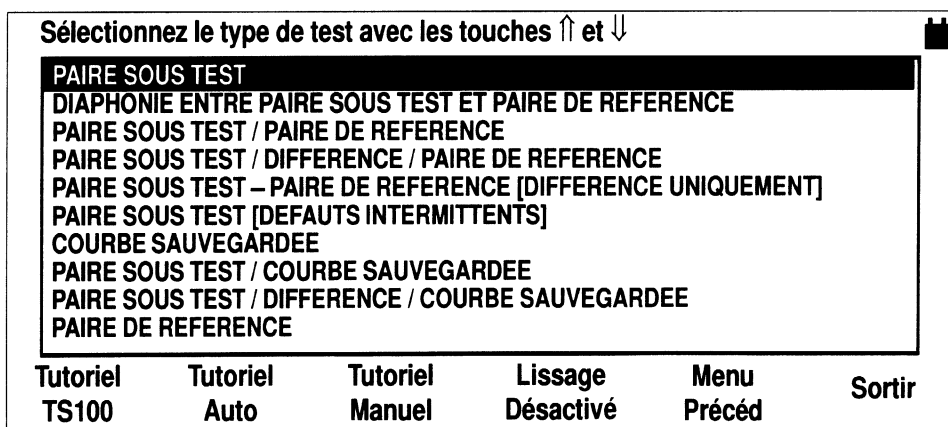 Sélectionnez le type de test avec les touches ⇑ et ⇓
PAIRE SOUS TEST
DIAPHONIE ENTRE PAIRE SOUS TEST ET PAIRE DE REFERENCE
PAIRE SOUS TEST / PAIRE DE REFERENCE
PAIRE SOUS TEST / DIFFERENCE / PAIRE DE REFERENCE
PAIRE SOUS TEST – PAIRE DE REFERENCE [DIFFERENCE UNIQUEMENT]
PAIRE SOUS TEST [DEFAUTS INTERMITTENTS]
COURBE SAUVEGARDEE
PAIRE SOUS TEST / COURBE SAUVEGARDEE
PAIRE SOUS TEST / DIFFERENCE / COURBE SAUVEGARDEE
PAIRE DE REFERENCE
Tutoriel Tutoriel Tutoriel Lissage Menu Sortir
TS100 Auto Manuel Désactivé Précéd